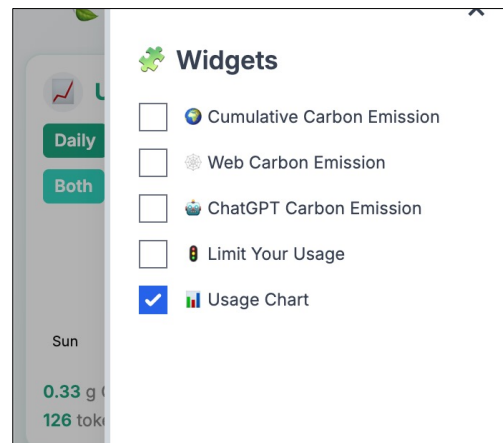 Widgets
Cumulative Carbon Emission
Web Carbon Emission
ChatGPT Carbon Emission
Limit Your Usage
Usage Chart
Daily
Both
Sun
0.33 g
126